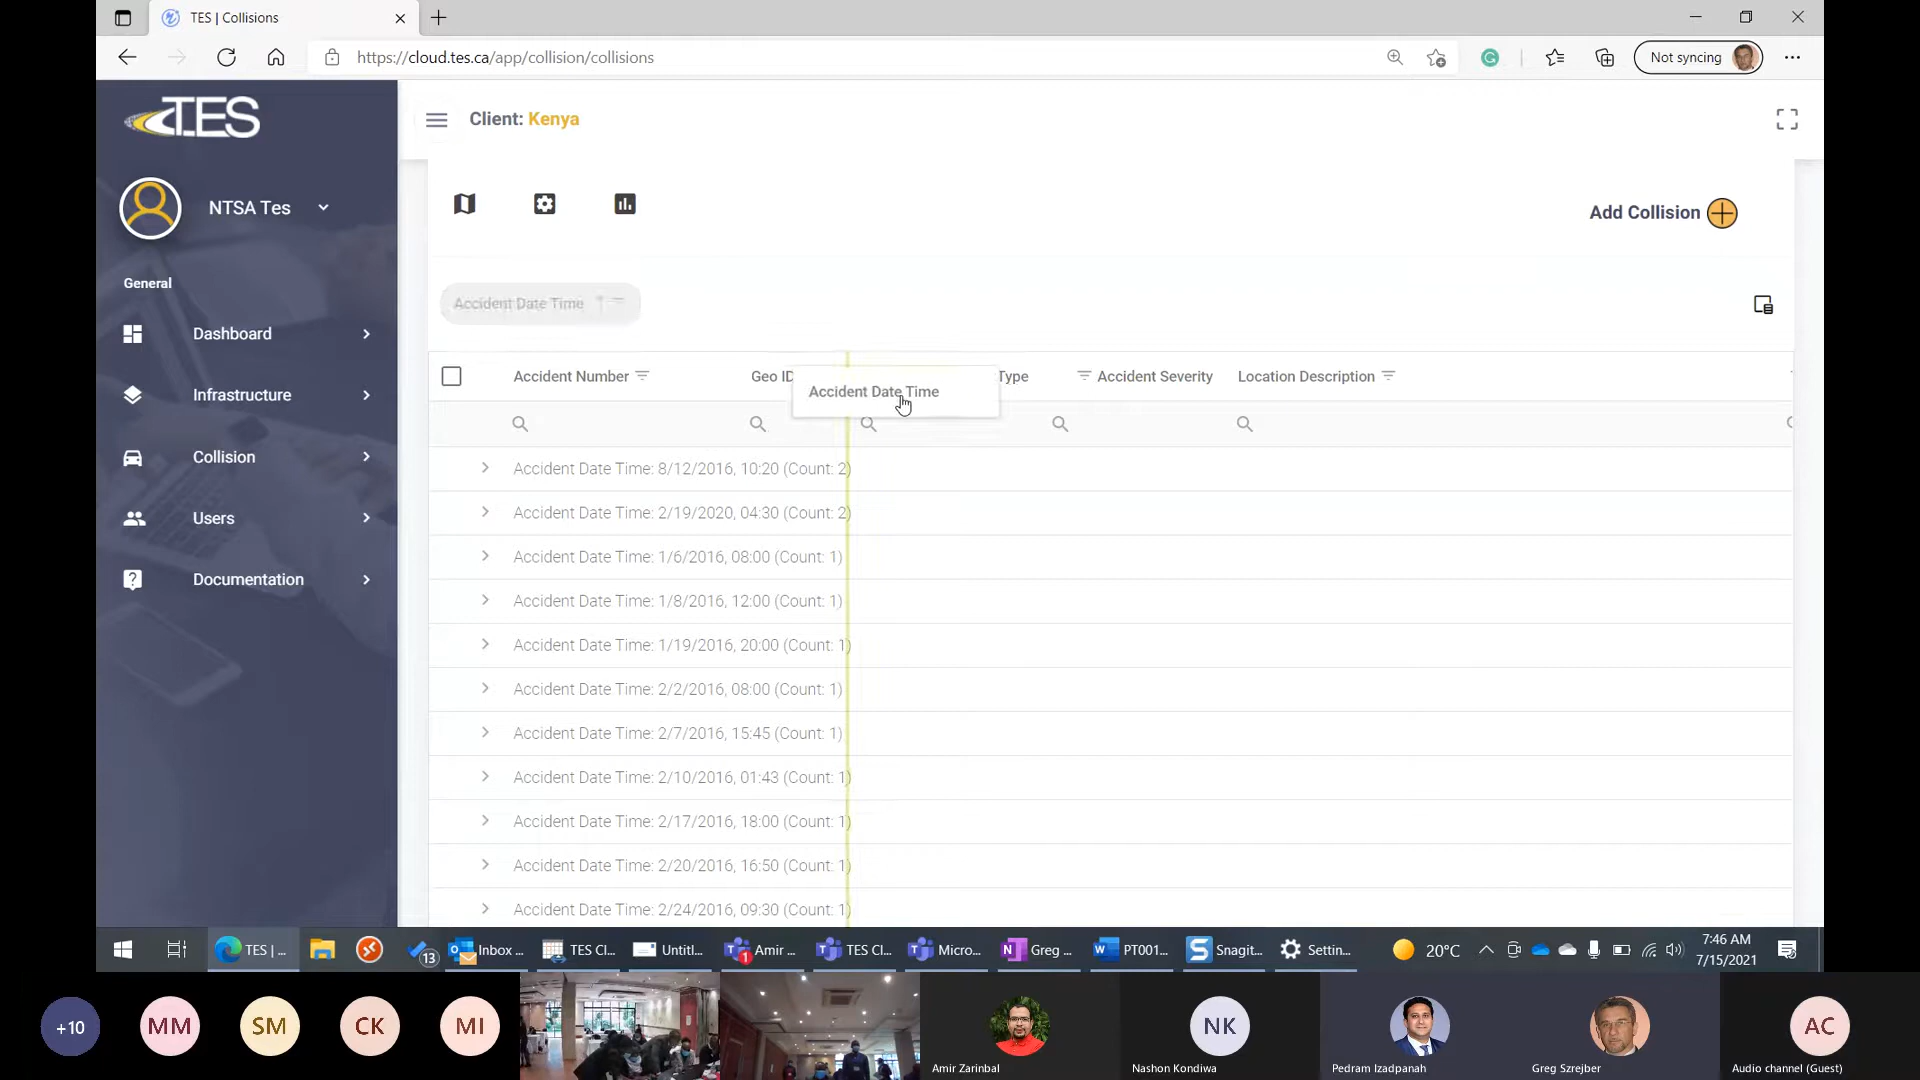 TES | Collisions
https://cloud.tes.ca/app/collision/collisions
Not syncing
TES
Client: Kenya
NTSA Tes
Add Collision
General
Dashboard
Infrastructure
Collision
Users
Documentation
Accident Date Time
Accident Number
Geo ID
Type
Accident Severity
Location Description
Accident Date Time
Accident Date Time: 8/12/2016, 10:20 (Count: 2)
Accident Date Time: 2/19/2020, 04:30 (Count: 2)
Accident Date Time: 1/6/2016, 08:00 (Count: 1)
Accident Date Time: 1/8/2016, 12:00 (Count: 1)
Accident Date Time: 1/19/2016, 20:00 (Count: 1)
Accident Date Time: 2/2/2016, 08:00 (Count: 1)
Accident Date Time: 2/7/2016, 15:45 (Count: 1)
Accident Date Time: 2/10/2016, 01:43 (Count: 1)
Accident Date Time: 2/17/2016, 18:00 (Count: 1)
Accident Date Time: 2/20/2016, 16:50 (Count: 1)
Accident Date Time: 2/24/2016, 09:30 (Count: 1)
TES | ...
13
Inbox ...
TES Cl...
Untitl...
1
Amir ...
TES Cl...
Micro...
Greg ...
PT001...
Snagit...
Settin...
20°C
7:46 AM
7/15/2021
+10
MM
SM
CK
MI
Amir Zarinbal
NK
Nashon Kondiwa
Pedram Izadpanah
Greg Szrejber
AC
Audio channel (Guest)